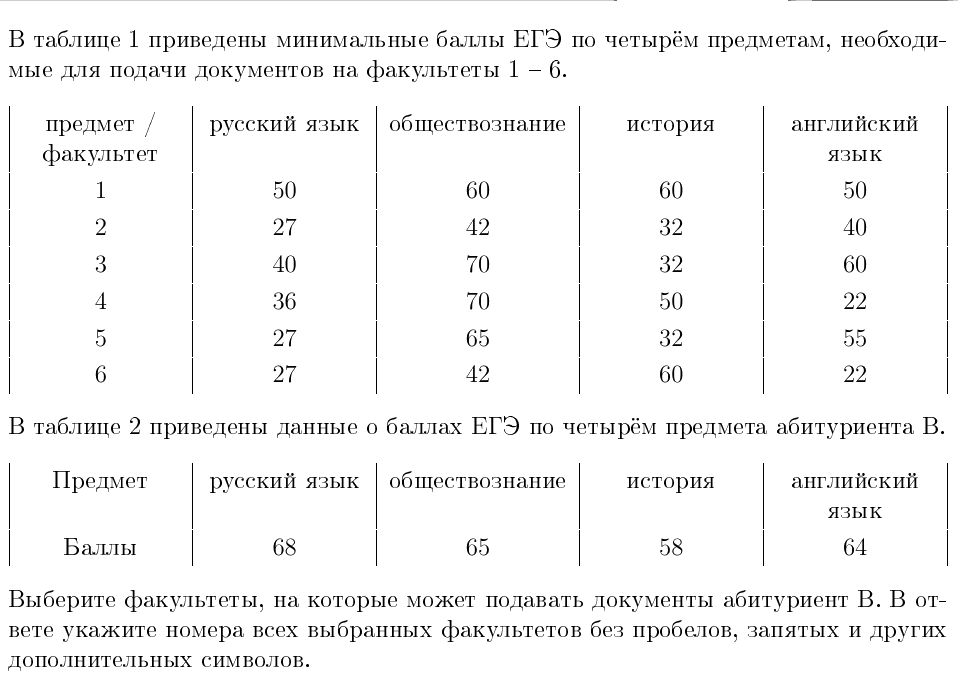 В таблице 1 приведены минимальные баллы ЕГЭ по четырём предметам, необходи-
мые для подачи документов на факультеты 1 – 6.
предмет / русский язык обществознание история английский
факультет язык
1 50 60 60 50
2 27 42 32 40
3 40 70 32 60
4 36 70 50 22
5 27 65 32 55
6 27 42 60 22
В таблице 2 приведены данные о баллах ЕГЭ по четырём предмета абитуриента В.
Предмет русский язык обществознание история английский
язык
Баллы 68 65 58 64
Выберите факультеты, на которые может подавать документы абитуриент В. В от-
вете укажите номера всех выбранных факультетов без пробелов, запятых и других
дополнительных символов.